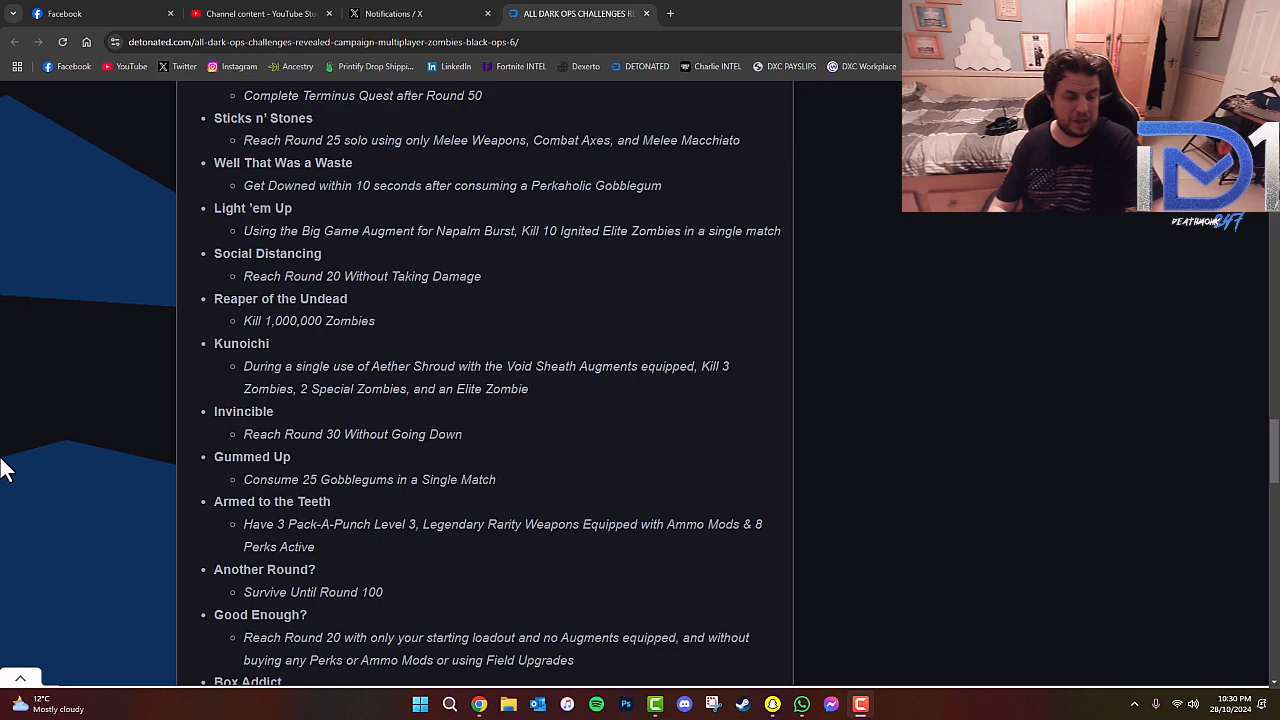 Facebook
Channel content - YouTube Stu
Notifications / X
ALL DARK OPS CHALLENGES RE
detonated.com/all-dark-ops-challenges-revealed-campaign-multiplayer-zombies-black-ops-6/
Facebook
YouTube
Twitter
Instagram
Ancestry
Fortnite Drop Shippi...
LinkedIn
Fortnite INTEL
Dexerto
DETONATED
Charlie INTEL
DXC PAYSLIPS
DXC Workplace
Complete Terminus Quest after Round 50
Sticks n' Stones
Reach Round 25 solo using only Melee Weapons, Combat Axes, and Melee Macchiato
Well That Was a Waste
Get Downed within 10 seconds after consuming a Perkaholic Gobblegum
Light 'em Up
Using the Big Game Augment for Napalm Burst, Kill 10 Ignited Elite Zombies in a single match
Social Distancing
Reach Round 20 Without Taking Damage
Reaper of the Undead
Kill 1,000,000 Zombies
Kunoichi
During a single use of Aether Shroud with the Void Sheath Augments equipped, Kill 3
Zombies, 2 Special Zombies, and an Elite Zombie
Invincible
Reach Round 30 Without Going Down
Gummed Up
Consume 25 Gobblegums in a Single Match
Armed to the Teeth
Have 3 Pack-A-Punch Level 3, Legendary Rarity Weapons Equipped with Ammo Mods & 8
Perks Active
Another Round?
Survive Until Round 100
Good Enough?
Reach Round 20 with only your starting loadout and no Augments equipped, and without
buying any Perks or Ammo Mods or using Field Upgrades
Box Addict
12°C
Mostly cloudy
10:30 PM
28/10/2024